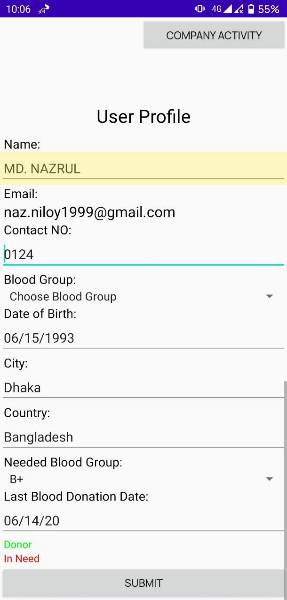 10:06 4G 55%
COMPANY ACTIVITY
User Profile
Name:
MD. NAZRUL
Email:
naz.niloy1999@gmail.com
Contact NO:
0124
Blood Group:
Choose Blood Group
Date of Birth:
06/15/1993
City:
Dhaka
Country:
Bangladesh
Needed Blood Group:
B+
Last Blood Donation Date:
06/14/20
Donor
In Need
SUBMIT